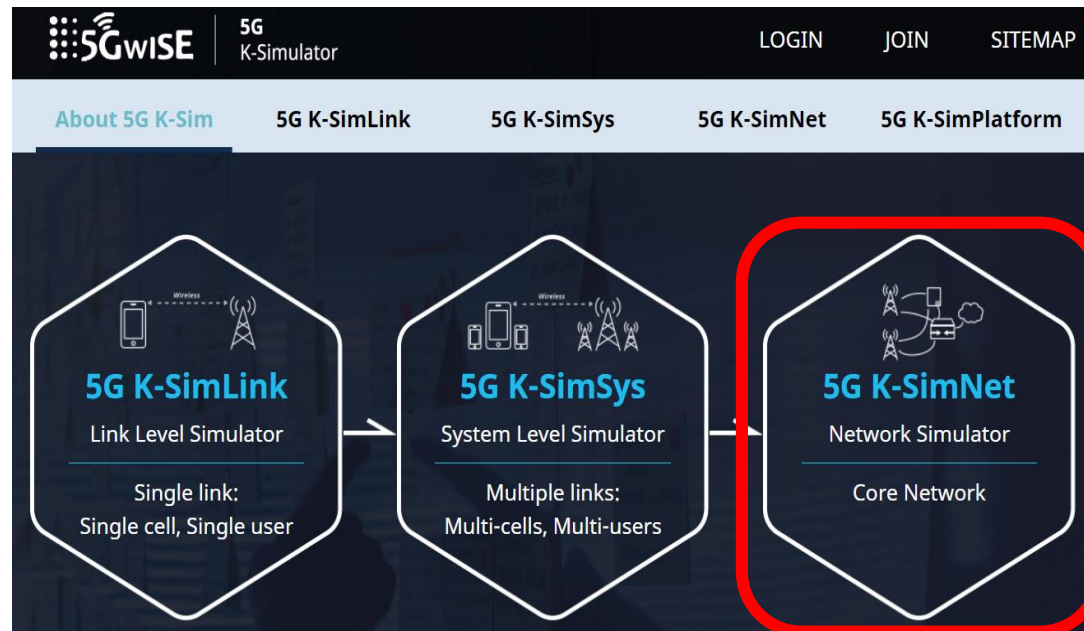 5GWISE
5G
K-Simulator
LOGIN JOIN SITEMAP
About 5G K-Sim 5G K-SimLink 5G K-SimSys 5G K-SimNet 5G K-SimPlatform
Wireless
5G K-SimLink
Link Level Simulator
Single link:
Single cell, Single user
Wireless
5G K-SimSys
System Level Simulator
Multiple links:
Multi-cells, Multi-users
5G K-SimNet
Network Simulator
Core Network